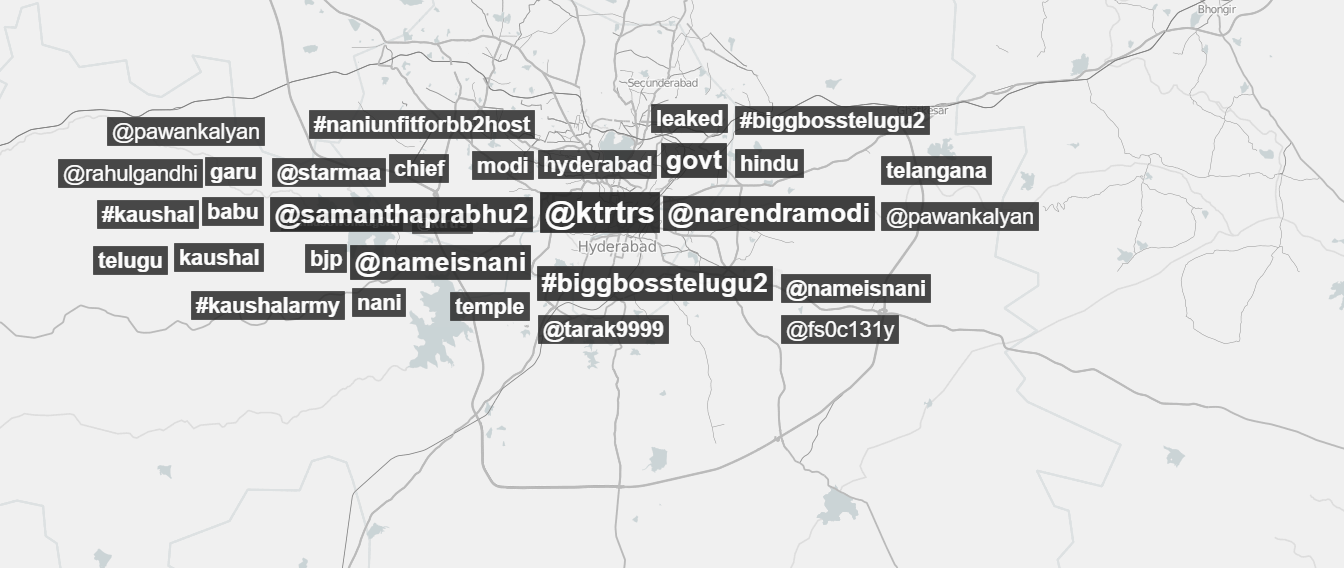 Bhongir
Secunderabad
@pawankalyan
#naniunfitforbb2host
leaked
#biggbosstelugu2
@rahulgandhi
garu
@starmaa
chief
modi
hyderabad
govt
hindu
telangana
#kaushal
babu
@samanthaprabhu2
@ktrtrs
@narendramodi
@pawankalyan
Hyderabad
telugu
kaushal
bjp
@nameisnani
#biggbosstelugu2
@nameisnani
#kaushalarmy
nani
temple
@tarak9999
@fs0c131y